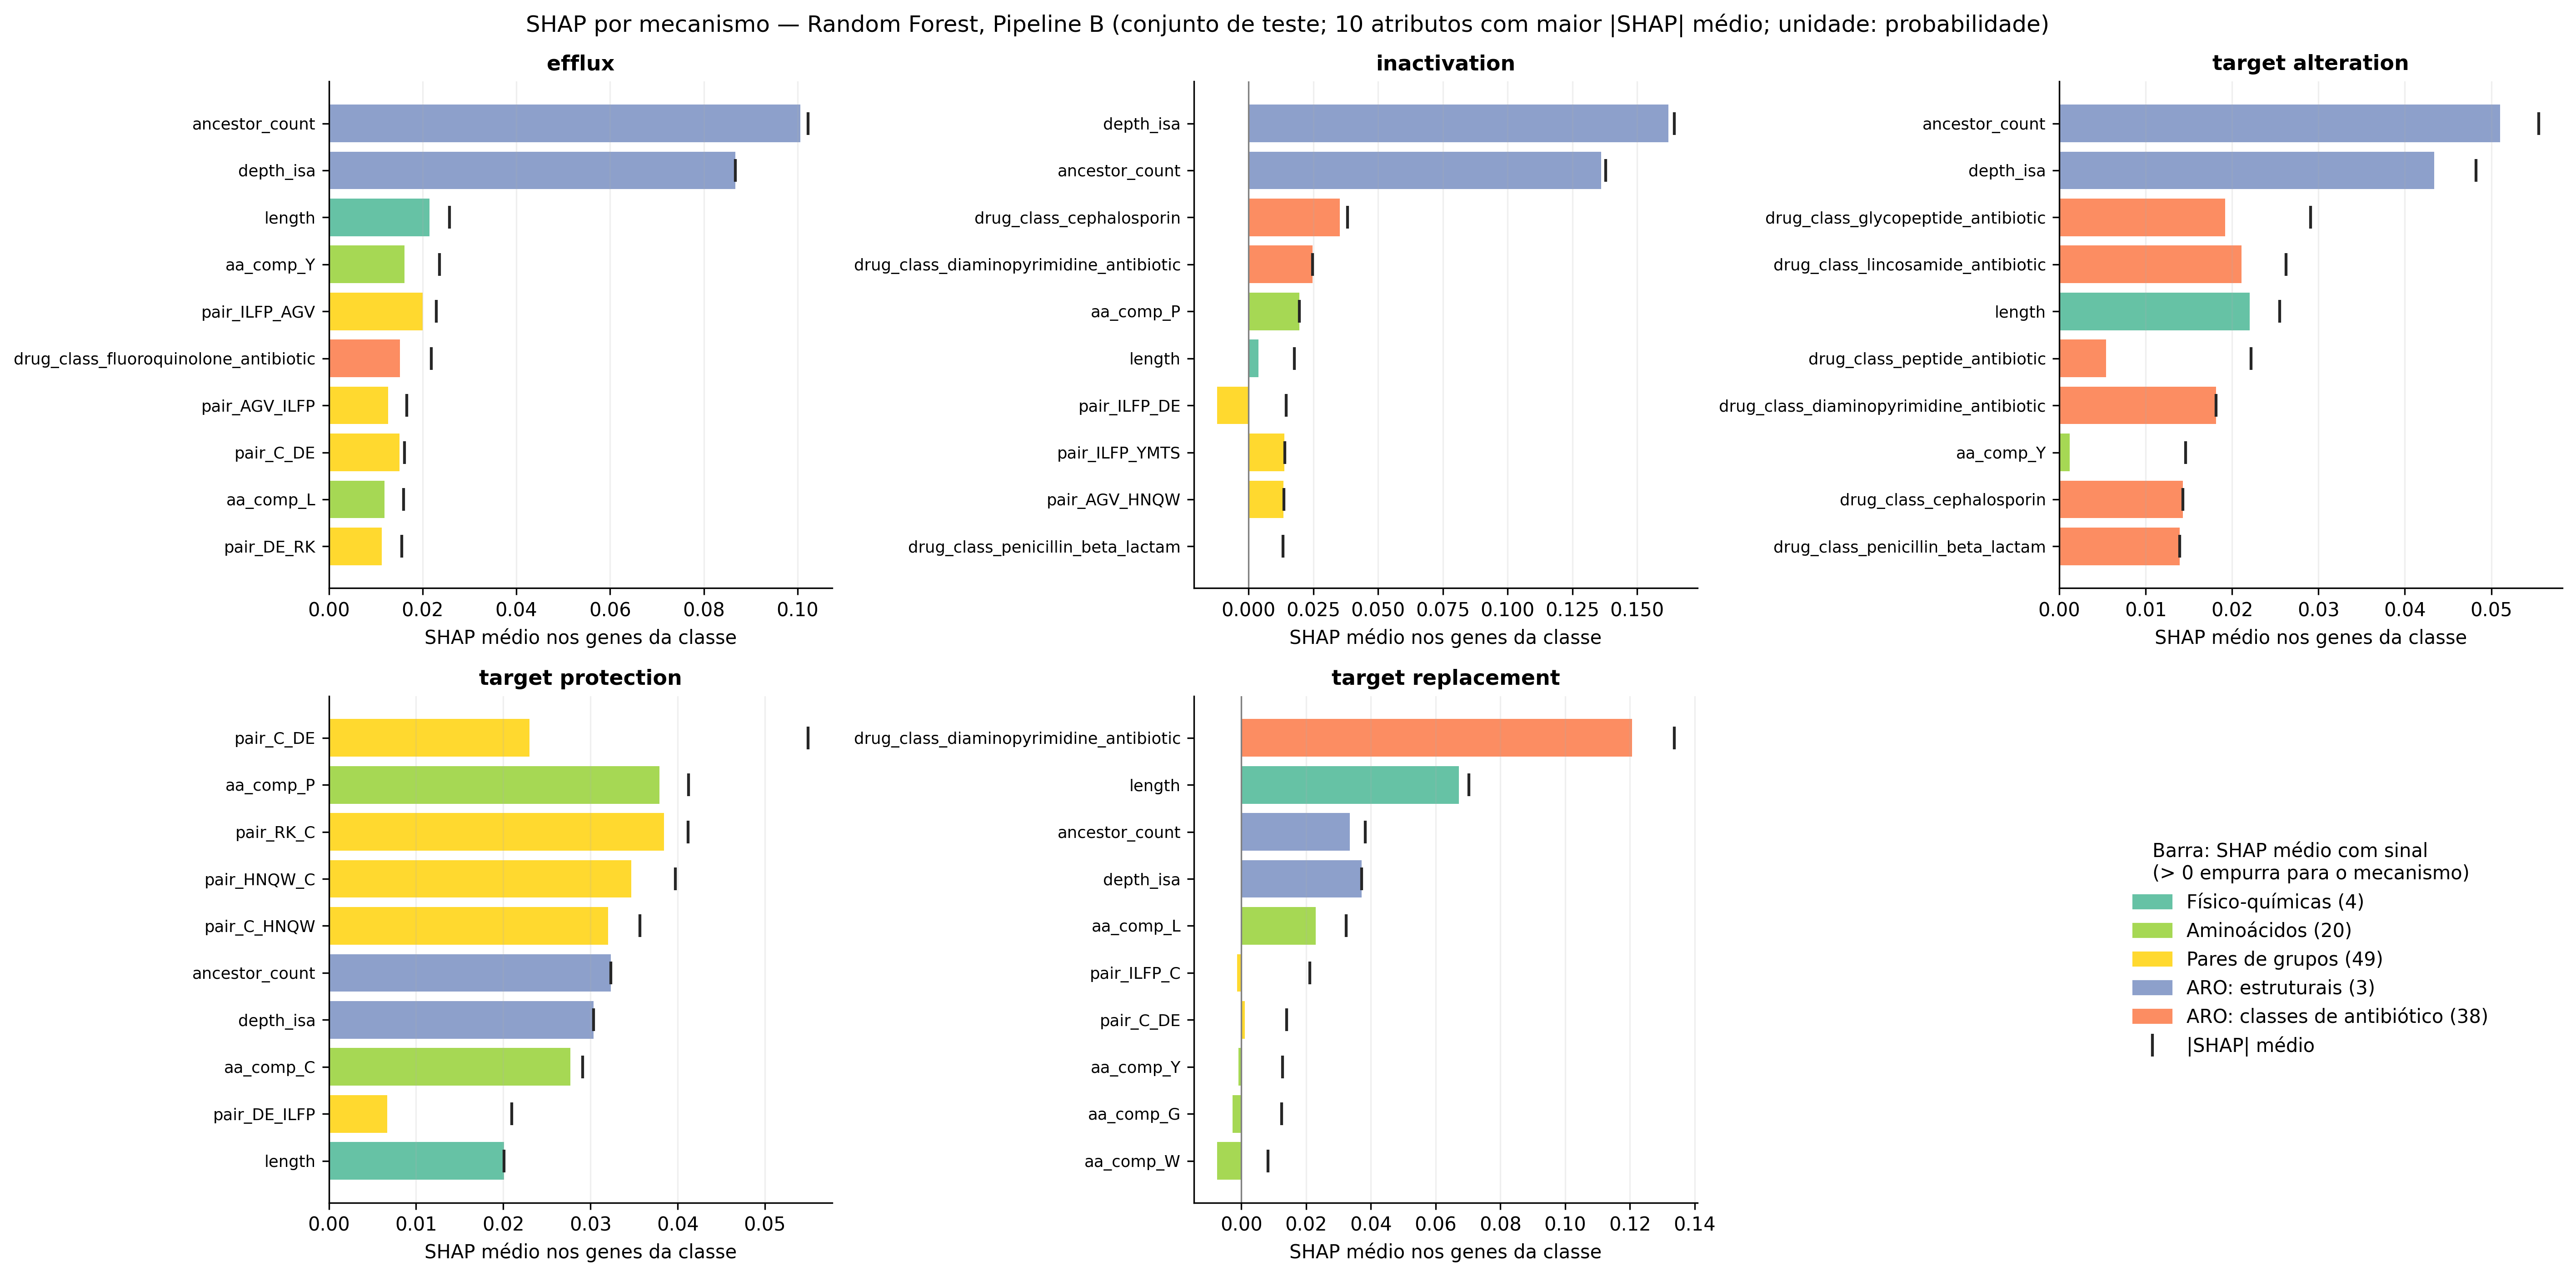 SHAP por mecanismo — Random Forest, Pipeline B (conjunto de teste; 10 atributos com maior |SHAP| médio; unidade: probabilidade)
efflux
ancestor_count
depth_isa
length
aa_comp_Y
pair_ILFP_AGV
drug_class_fluoroquinolone_antibiotic
pair_AGV_ILFP
pair_C_DE
aa_comp_L
pair_DE_RK
0.00 0.02 0.04 0.06 0.08 0.10
SHAP médio nos genes da classe
inactivation
depth_isa
ancestor_count
drug_class_cephalosporin
drug_class_diaminopyrimidine_antibiotic
aa_comp_P
length
pair_ILFP_DE
pair_ILFP_YMTS
pair_AGV_HNQW
drug_class_penicillin_beta_lactam
0.000 0.025 0.050 0.075 0.100 0.125 0.150
SHAP médio nos genes da classe
target alteration
ancestor_count
depth_isa
drug_class_glycopeptide_antibiotic
drug_class_lincosamide_antibiotic
length
drug_class_peptide_antibiotic
drug_class_diaminopyrimidine_antibiotic
aa_comp_Y
drug_class_cephalosporin
drug_class_penicillin_beta_lactam
0.00 0.01 0.02 0.03 0.04 0.05
SHAP médio nos genes da classe
target protection
pair_C_DE
aa_comp_P
pair_RK_C
pair_HNQW_C
pair_C_HNQW
ancestor_count
depth_isa
aa_comp_C
pair_DE_ILFP
length
0.00 0.01 0.02 0.03 0.04 0.05
SHAP médio nos genes da classe
target replacement
drug_class_diaminopyrimidine_antibiotic
length
ancestor_count
depth_isa
aa_comp_L
pair_ILFP_C
pair_C_DE
aa_comp_Y
aa_comp_G
aa_comp_W
0.00 0.02 0.04 0.06 0.08 0.10 0.12 0.14
SHAP médio nos genes da classe
Barra: SHAP médio com sinal
(> 0 empurra para o mecanismo)
Físico-químicas (4)
Aminoácidos (20)
Pares de grupos (49)
ARO: estruturais (3)
ARO: classes de antibiótico (38)
|SHAP| médio